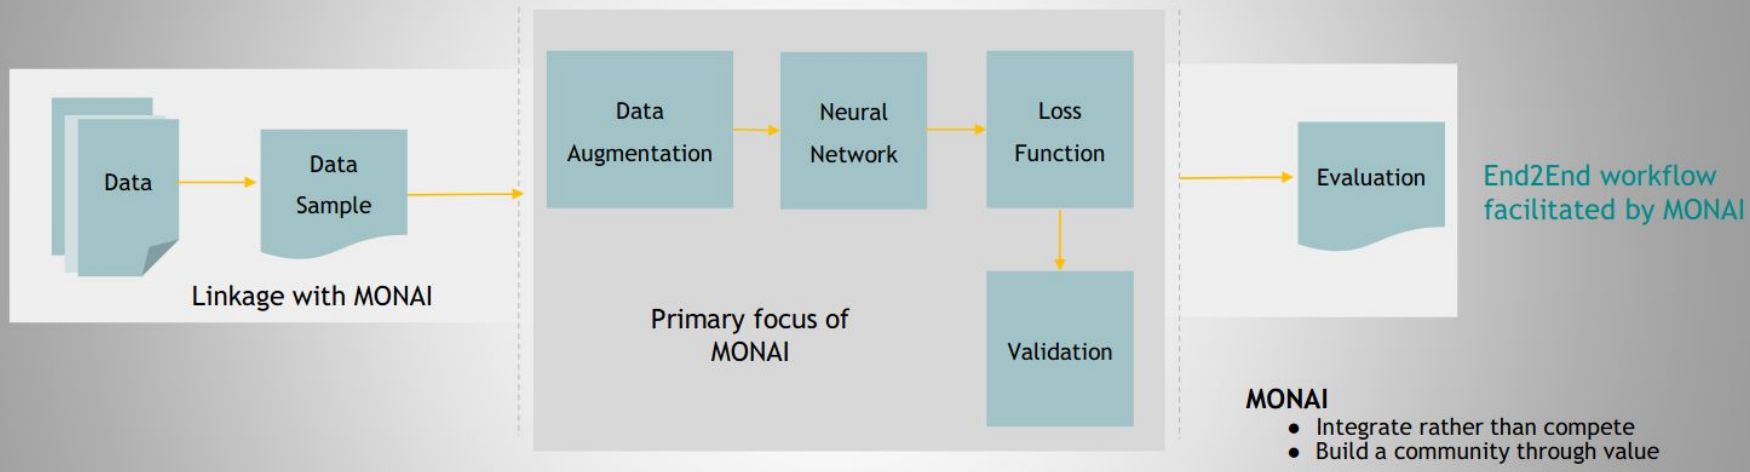 Data
Data
Sample
Linkage with MONAI
Data
Augmentation
Neural
Network
Loss
Function
Validation
Primary focus of
MONAI
Evaluation
End2End workflow
facilitated by MONAI
MONAI
● Integrate rather than compete
● Build a community through value